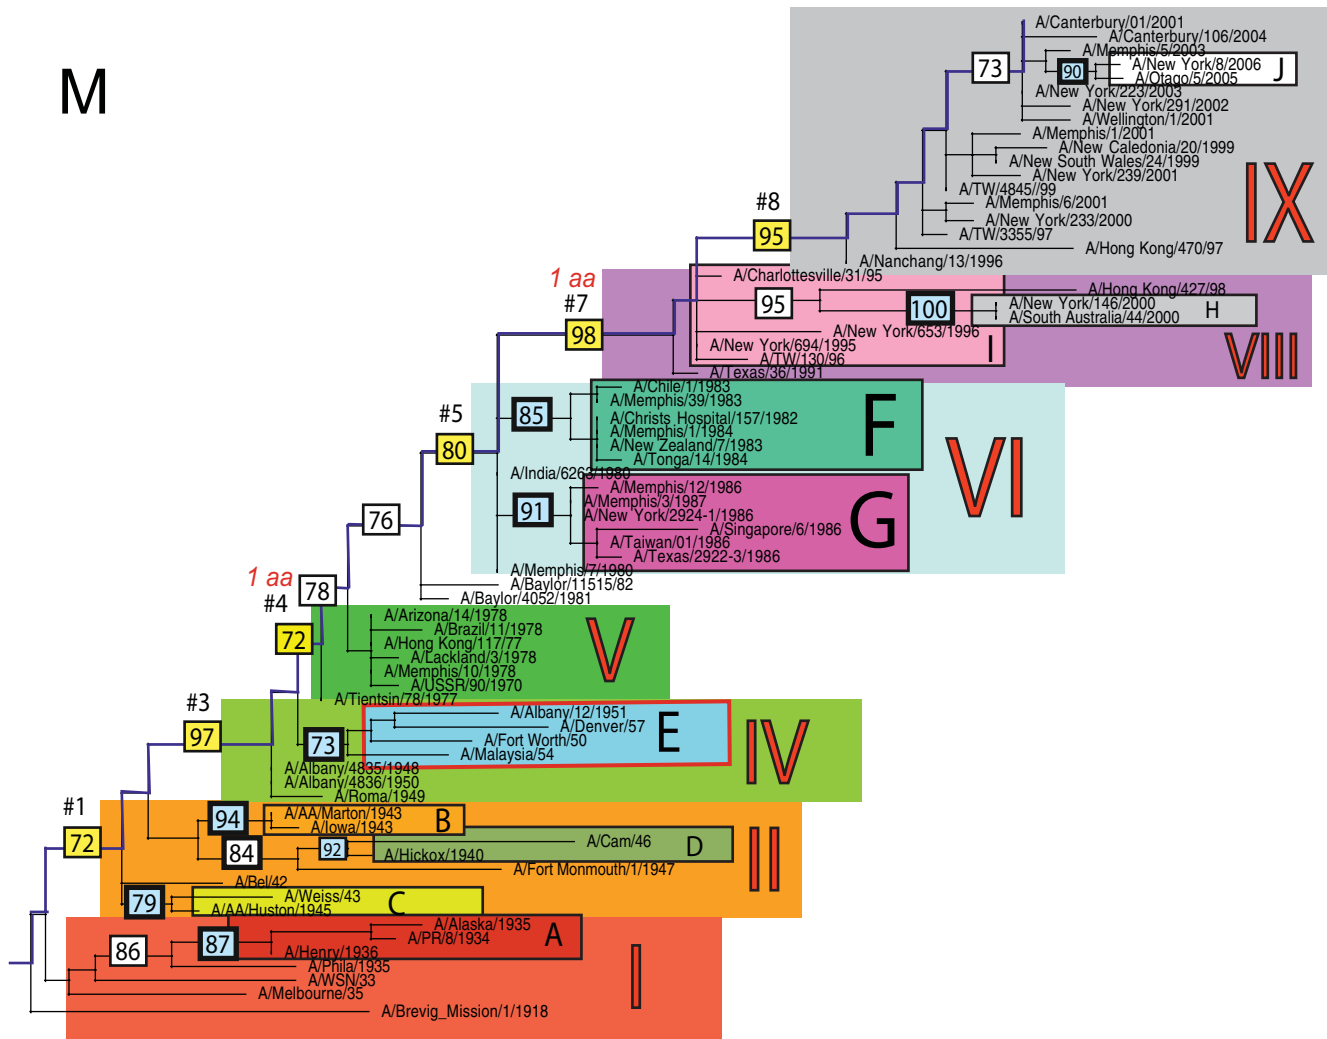 M
A/Canterbury/01/2001
A/Canterbury/106/2004
A/Memphis/5/2003
73
90
A/New York/8/2006
J
A/Otago/5/2005
A/New York/223/2003
A/New York/291/2002
A/Wellington/1/2001
A/Memphis/1/2001
A/New Caledonia/20/1999
A/New South Wales/24/1999
A/New York/239/2001
IX
A/TW/4845//99
A/Memphis/6/2001
#8
A/New York/233/2000
95
A/TW/3355/97
A/Hong Kong/470/97
A/Nanchang/13/1996
1 aa
A/Charlottesville/31/95
A/Hong Kong/427/98
#7
95
100
A/New York/146/2000
H
A/South Australia/44/2000
98
A/New York/653/1996
A/New York/694/1995
I
VIII
A/TW/130/96
A/Texas/36/1991
A/Chile/1/1983
A/Memphis/39/1983
#5
85
A/Christs Hospital/157/1982
F
A/Memphis/1/1984
80
A/New Zealand/7/1983
A/Tonga/14/1984
VI
A/India/6263/1980
A/Memphis/12/1986
A/Memphis/3/1987
91
A/New York/2924-1/1986
G
76
A/Singapore/6/1986
A/Taiwan/01/1986
A/Texas/2922-3/1986
A/Memphis/7/1980
1 aa
A/Baylor/11515/82
78
A/Baylor/4052/1981
#4
A/Arizona/14/1978
A/Brazil/11/1978
72
A/Hong Kong/117/77
V
A/Lackland/3/1978
A/Memphis/10/1978
A/USSR/90/1970
A/Tientsin/78/1977
#3
A/Albany/12/1951
A/Denver/57
97
73
A/Fort Worth/50
E
IV
A/Malaysia/54
A/Albany/4835/1948
A/Albany/4836/1950
A/Roma/1949
#1
94
A/AA/Marton/1943
B
A/Iowa/1943
72
84
92
A/Cam/46
D
A/Hickox/1940
II
A/Fort Monmouth/1/1947
A/Bel/42
79
A/Weiss/43
C
A/AA/Huston/1945
A/Alaska/1935
86
87
A/PR/8/1934
A
A/Henry/1936
A/Phila/1935
A/WSN/33
I
A/Melbourne/35
A/Brevig_Mission/1/1918